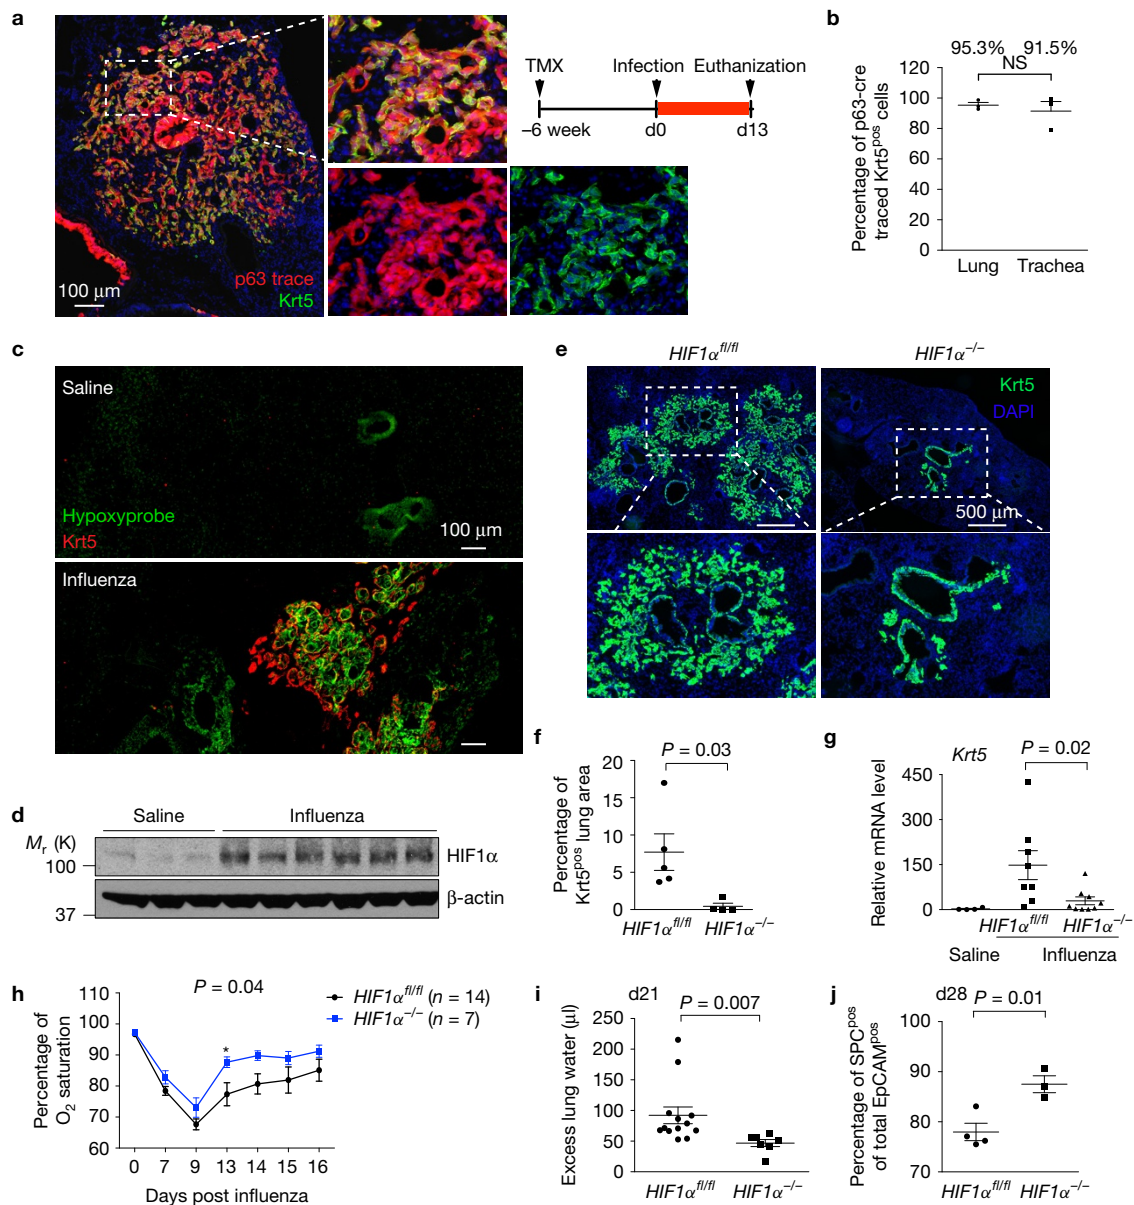 a
p63 trace
Krt5
100 μm
TMX
Infection
Euthanization
–6 week
d0
d13
b
95.3%
91.5%
NS
Percentage of p63-cre
traced Krt5pos cells
120
100
80
60
40
20
0
Lung
Trachea
c
Saline
Hypoxyprobe
Krt5
100 μm
Influenza
d
Saline
Influenza
Mr (K)
100
37
HIF1α
β-actin
e
HIF1αfl/fl
HIF1α–/–
Krt5
DAPI
500 μm
f
P = 0.03
Percentage of
Krt5pos lung area
20
15
10
5
0
HIF1αfl/fl
HIF1α–/–
g
Krt5
P = 0.02
Relative mRNA level
450
300
150
0
HIF1αfl/fl
HIF1α–/–
Saline
Influenza
h
P = 0.04
HIF1αfl/fl (n = 14)
HIF1α–/– (n = 7)
Percentage of
O2 saturation
110
100
90
80
70
60
*
0
7
9
13
14
15
16
Days post influenza
i
d21
P = 0.007
Excess lung water (μl)
250
200
150
100
50
0
HIF1αfl/fl
HIF1α–/–
j
d28
P = 0.01
Percentage of SPCpos
of total EpCAMpos
100
90
80
70
HIF1αfl/fl
HIF1α–/–